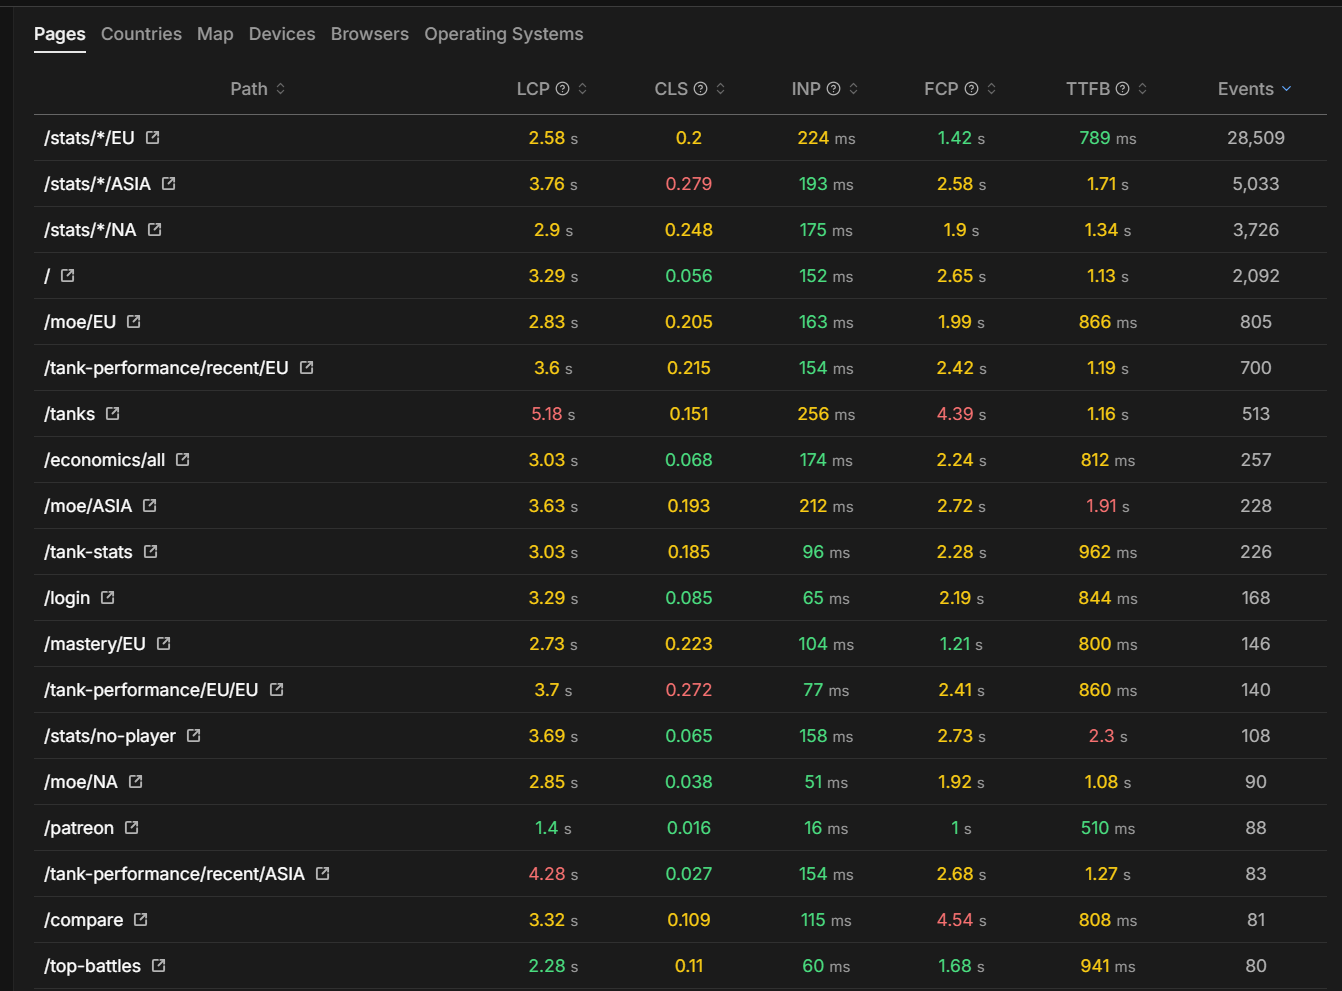 Pages Countries Map Devices Browsers Operating Systems
Path LCP CLS INP FCP TTFB Events
/stats/*/EU 2.58 s 0.2 224 ms 1.42 s 789 ms 28,509
/stats/*/ASIA 3.76 s 0.279 193 ms 2.58 s 1.71 s 5,033
/stats/*/NA 2.9 s 0.248 175 ms 1.9 s 1.34 s 3,726
/ 3.29 s 0.056 152 ms 2.65 s 1.13 s 2,092
/moe/EU 2.83 s 0.205 163 ms 1.99 s 866 ms 805
/tank-performance/recent/EU 3.6 s 0.215 154 ms 2.42 s 1.19 s 700
/tanks 5.18 s 0.151 256 ms 4.39 s 1.16 s 513
/economics/all 3.03 s 0.068 174 ms 2.24 s 812 ms 257
/moe/ASIA 3.63 s 0.193 212 ms 2.72 s 1.91 s 228
/tank-stats 3.03 s 0.185 96 ms 2.28 s 962 ms 226
/login 3.29 s 0.085 65 ms 2.19 s 844 ms 168
/mastery/EU 2.73 s 0.223 104 ms 1.21 s 800 ms 146
/tank-performance/EU/EU 3.7 s 0.272 77 ms 2.41 s 860 ms 140
/stats/no-player 3.69 s 0.065 158 ms 2.73 s 2.3 s 108
/moe/NA 2.85 s 0.038 51 ms 1.92 s 1.08 s 90
/patreon 1.4 s 0.016 16 ms 1 s 510 ms 88
/tank-performance/recent/ASIA 4.28 s 0.027 154 ms 2.68 s 1.27 s 83
/compare 3.32 s 0.109 115 ms 4.54 s 808 ms 81
/top-battles 2.28 s 0.11 60 ms 1.68 s 941 ms 80